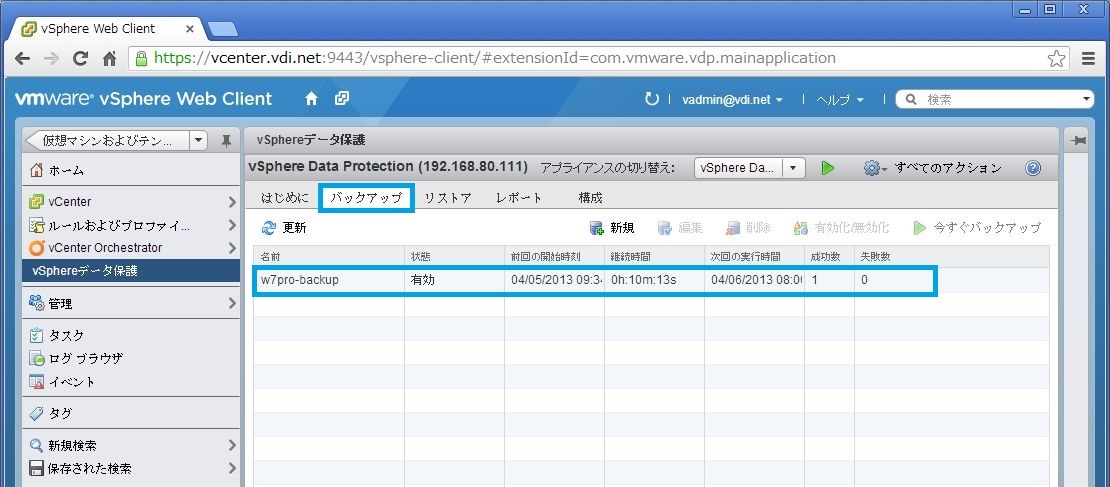 vSphere Web Client
https://vcenter.vdi.net:9443/vsphere-client/#extensionId=com.vmware.vdp.mainapplication
vmware® vSphere Web Client
vadmin@vdi.net
ヘルプ
検索
仮想マシンおよびテン...
ホーム
vCenter
ルールおよびプロファイ...
vCenter Orchestrator
vSphereデータ保護
管理
タスク
ログ ブラウザ
イベント
タグ
新規検索
保存された検索
vSphereデータ保護
vSphere Data Protection (192.168.80.111) アプライアンスの切り替え: vSphere Da... すべてのアクション
はじめに バックアップ リストア レポート 構成
更新 新規 編集 削除 有効化/無効化 今すぐバックアップ
名前 状態 前回の開始時刻 継続時間 次回の実行時間 成功数 失敗数
w7pro-backup 有効 04/05/2013 09:34 0h:10m:13s 04/06/2013 08:00 1 0